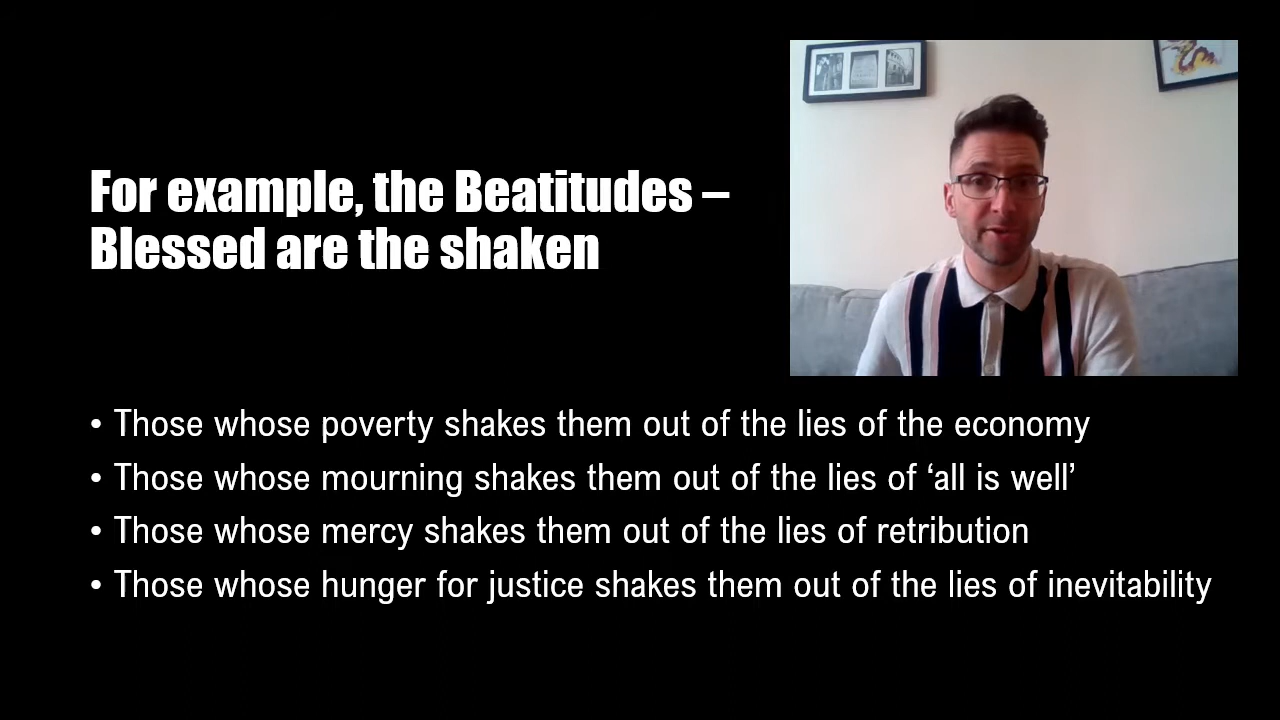 For example, the Beatitudes –
Blessed are the shaken
• Those whose poverty shakes them out of the lies of the economy
• Those whose mourning shakes them out of the lies of ‘all is well’
• Those whose mercy shakes them out of the lies of retribution
• Those whose hunger for justice shakes them out of the lies of inevitability